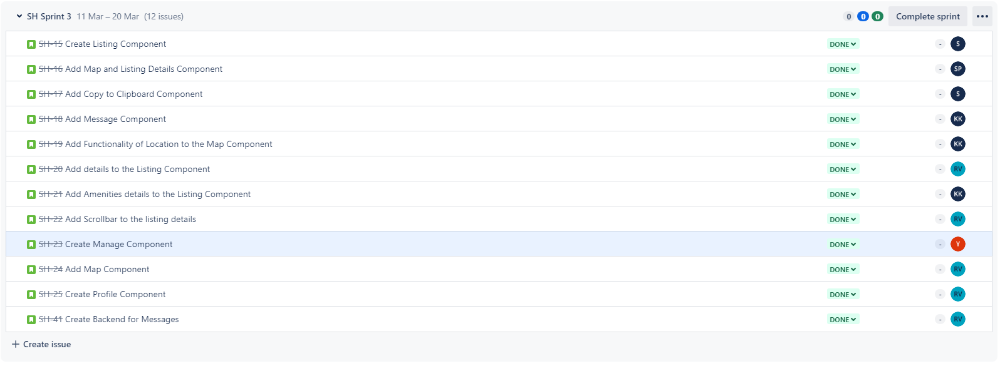 SH Sprint 3 11 Mar – 20 Mar (12 issues) 0 0 0 Complete sprint •••
SH-15 Create Listing Component DONE - S
SH-16 Add Map and Listing Details Component DONE - SP
SH-17 Add Copy to Clipboard Component DONE - S
SH-18 Add Message Component DONE - KK
SH-19 Add Functionality of Location to the Map Component DONE - KK
SH-20 Add details to the Listing Component DONE - RV
SH-21 Add Amenities details to the Listing Component DONE - KK
SH-22 Add Scrollbar to the listing details DONE - RV
SH-23 Create Manage Component DONE - Y
SH-24 Add Map Component DONE - RV
SH-25 Create Profile Component DONE - RV
SH-41 Create Backend for Messages DONE - RV
+ Create issue